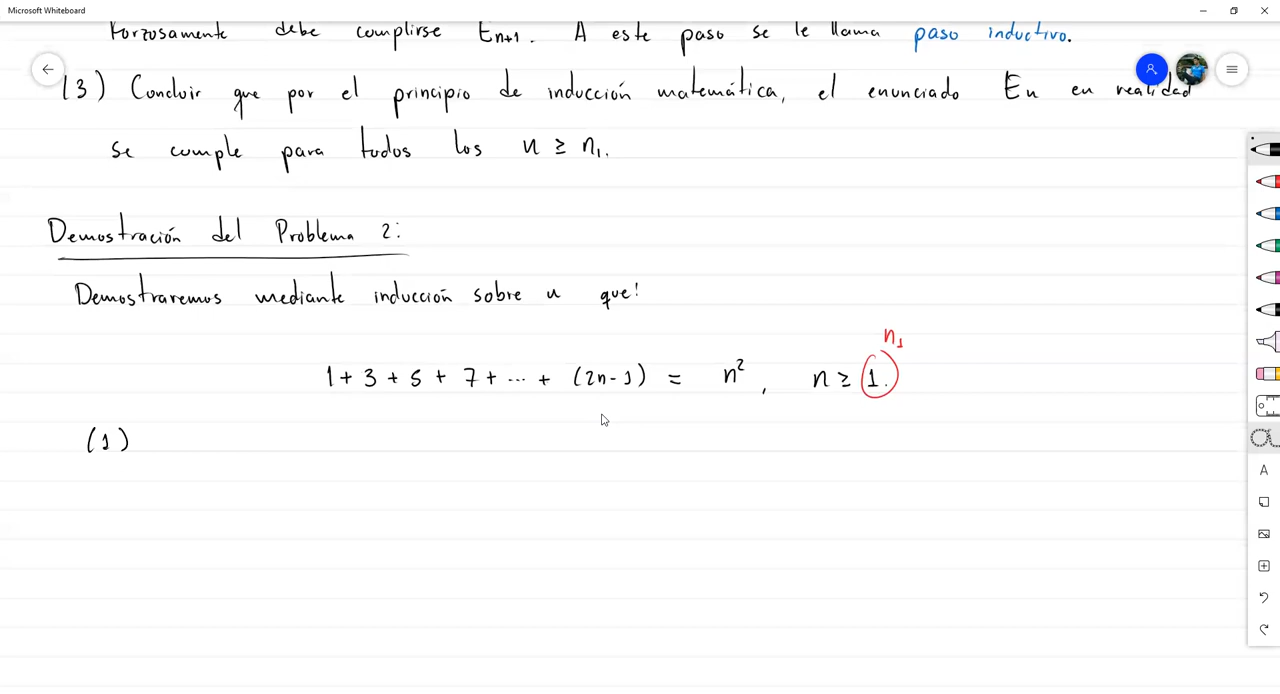 Microsoft Whiteboard
Forzosamente debe cumplirse En+1. A este paso se le llama paso inductivo.
(3) Concluir que por el principio de inducción matemática, el enunciado En en realidad
se cumple para todos los n ≥ n1.
Demostración del Problema 2:
Demostraremos mediante inducción sobre n que:
n1
1 + 3 + 5 + 7 + ... + (2n-1) = n², n ≥ 1.
(1)
A